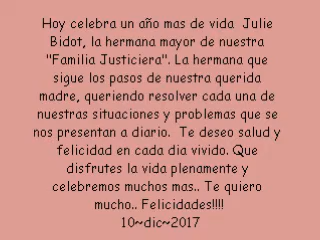 Hoy celebra un año mas de vida  Julie
Bidot, la hermana mayor de nuestra
"Familia Justiciera". La hermana que
sigue los pasos de nuestra querida
madre, queriendo resolver cada una de
nuestras situaciones y problemas que se
nos presentan a diario.  Te deseo salud y
felicidad en cada dia vivido. Que
disfrutes la vida plenamente y
celebremos muchos mas.. Te quiero
mucho.. Felicidades!!!!
10~dic~2017